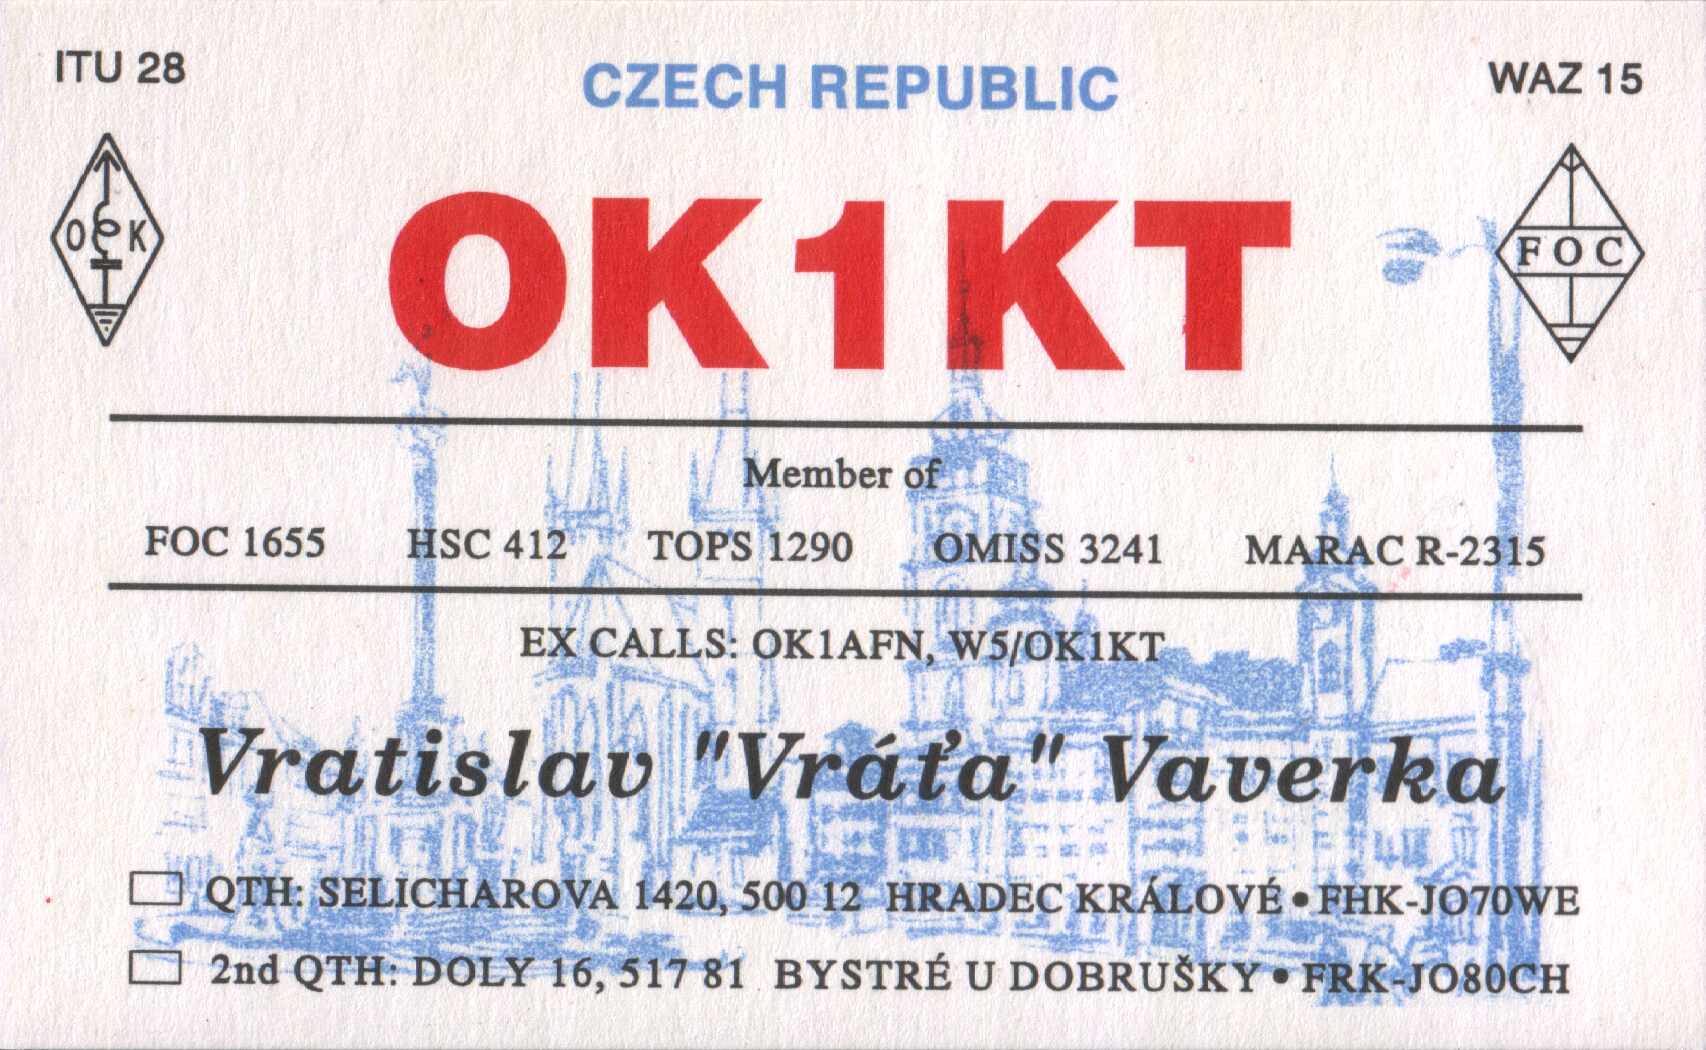 ITU 28
CZECH REPUBLIC
WAZ 15
O K
OK1KT
FOC
Member of
FOC 1655 HSC 412 TOPS 1290 OMISS 3241 MARAC R-2315
EX CALLS: OK1AFN, W5/OK1KT
Vratislav "Vráťa" Vaverka
QTH: SELICHAROVA 1420, 500 12 HRADEC KRÁLOVÉ • FHK-JO70WE
2nd QTH: DOLY 16, 517 81 BYSTRÉ U DOBRUŠKY • FRK-JO80CH